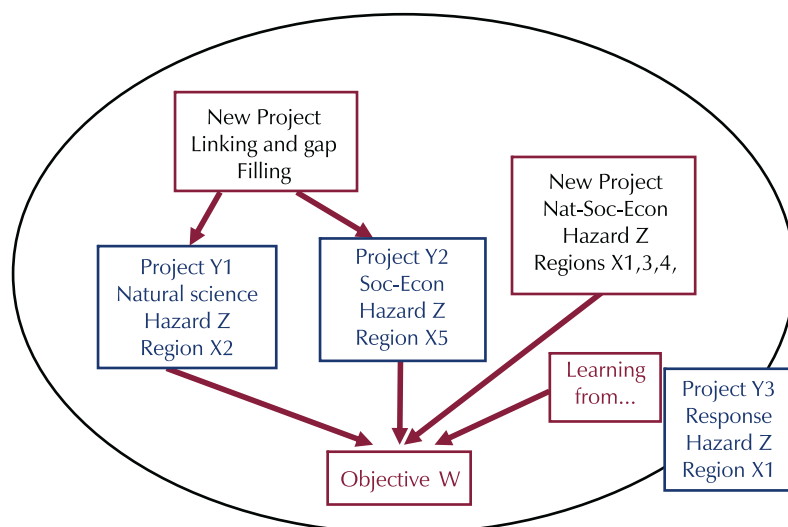 New Project
Linking and gap
Filling
New Project
Nat-Soc-Econ
Hazard Z
Regions X1,3,4,
Project Y1
Natural science
Hazard Z
Region X2
Project Y2
Soc-Econ
Hazard Z
Region X5
Learning
from...
Project Y3
Response
Hazard Z
Region X1
Objective W